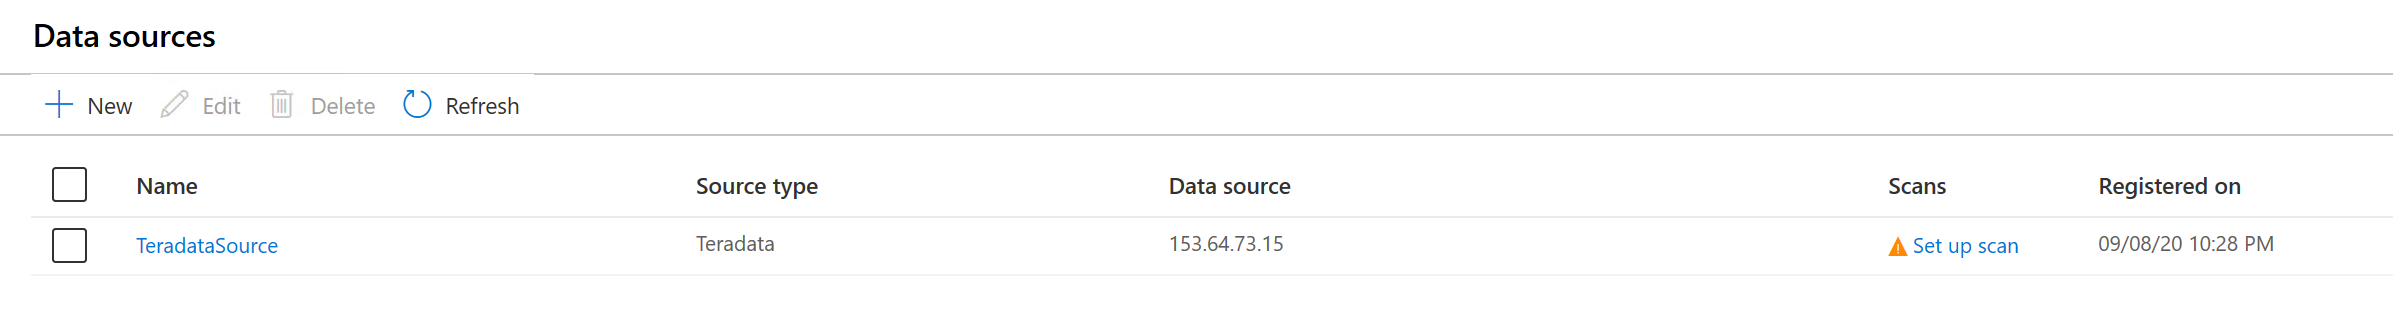 Data sources
New Edit Delete Refresh
Name Source type Data source Scans Registered on
TeradataSource Teradata 153.64.73.15 Set up scan 09/08/20 10:28 PM